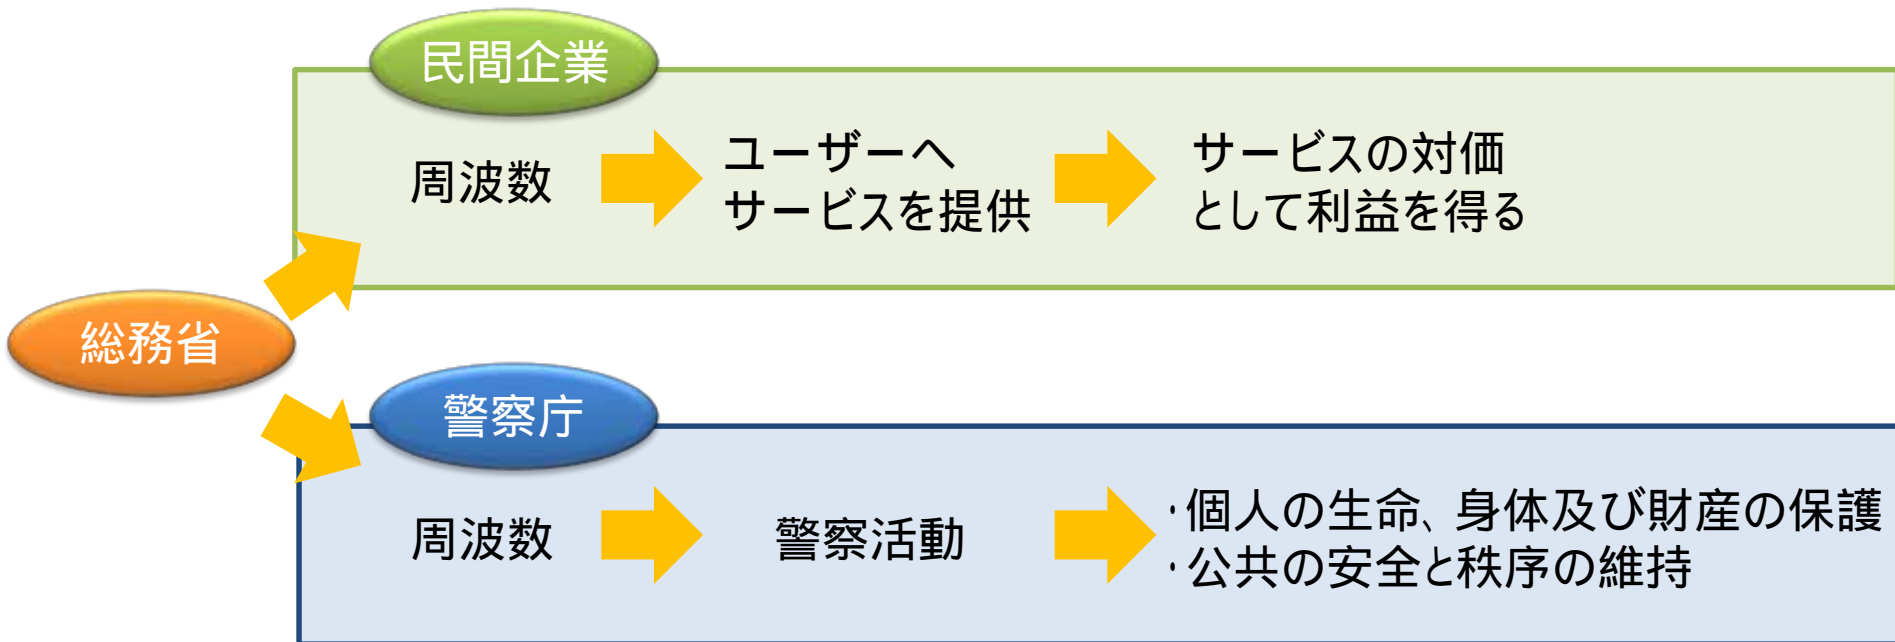 民間企業
周波数
ユーザーへ
サービスを提供
サービスの対価
として利益を得る
総務省
警察庁
周波数
警察活動
・個人の生命、身体及び財産の保護
・公共の安全と秩序の維持